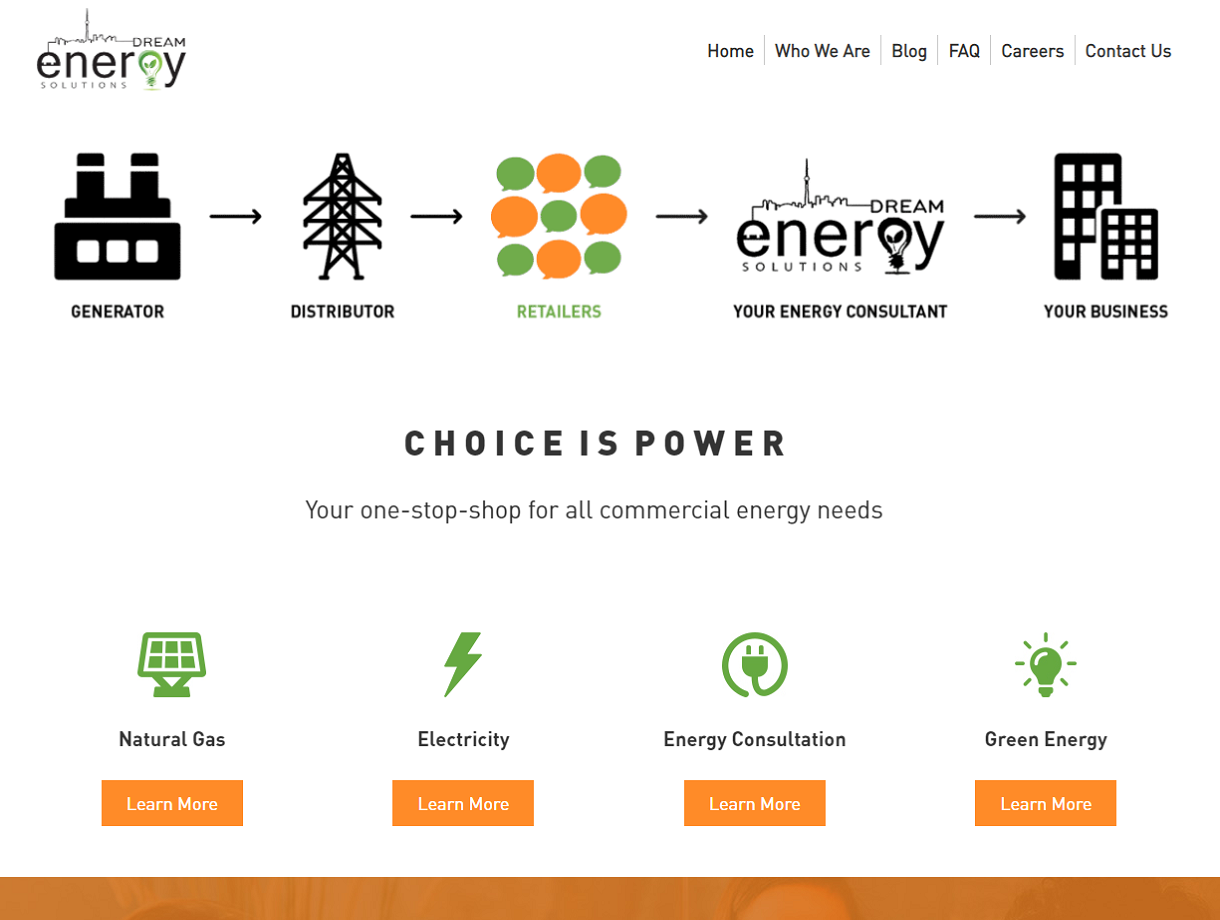 DREAM
energy
SOLUTIONS
Home Who We Are Blog FAQ Careers Contact Us
DREAM
energy
SOLUTIONS
GENERATOR DISTRIBUTOR RETAILERS YOUR ENERGY CONSULTANT YOUR BUSINESS
CHOICE IS POWER
Your one-stop-shop for all commercial energy needs
Natural Gas Electricity Energy Consultation Green Energy
Learn More Learn More Learn More Learn More